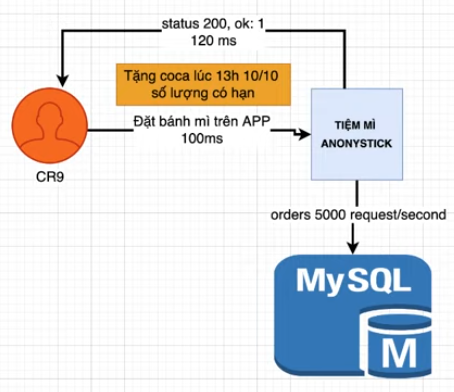 status 200, ok: 1
120 ms
Tặng coca lúc 13h 10/10
số lượng có hạn
Đặt bánh mì trên APP
100ms
CR9
TIỆM MÌ
ANONYSTICK
orders 5000 request/second
MySQL
M